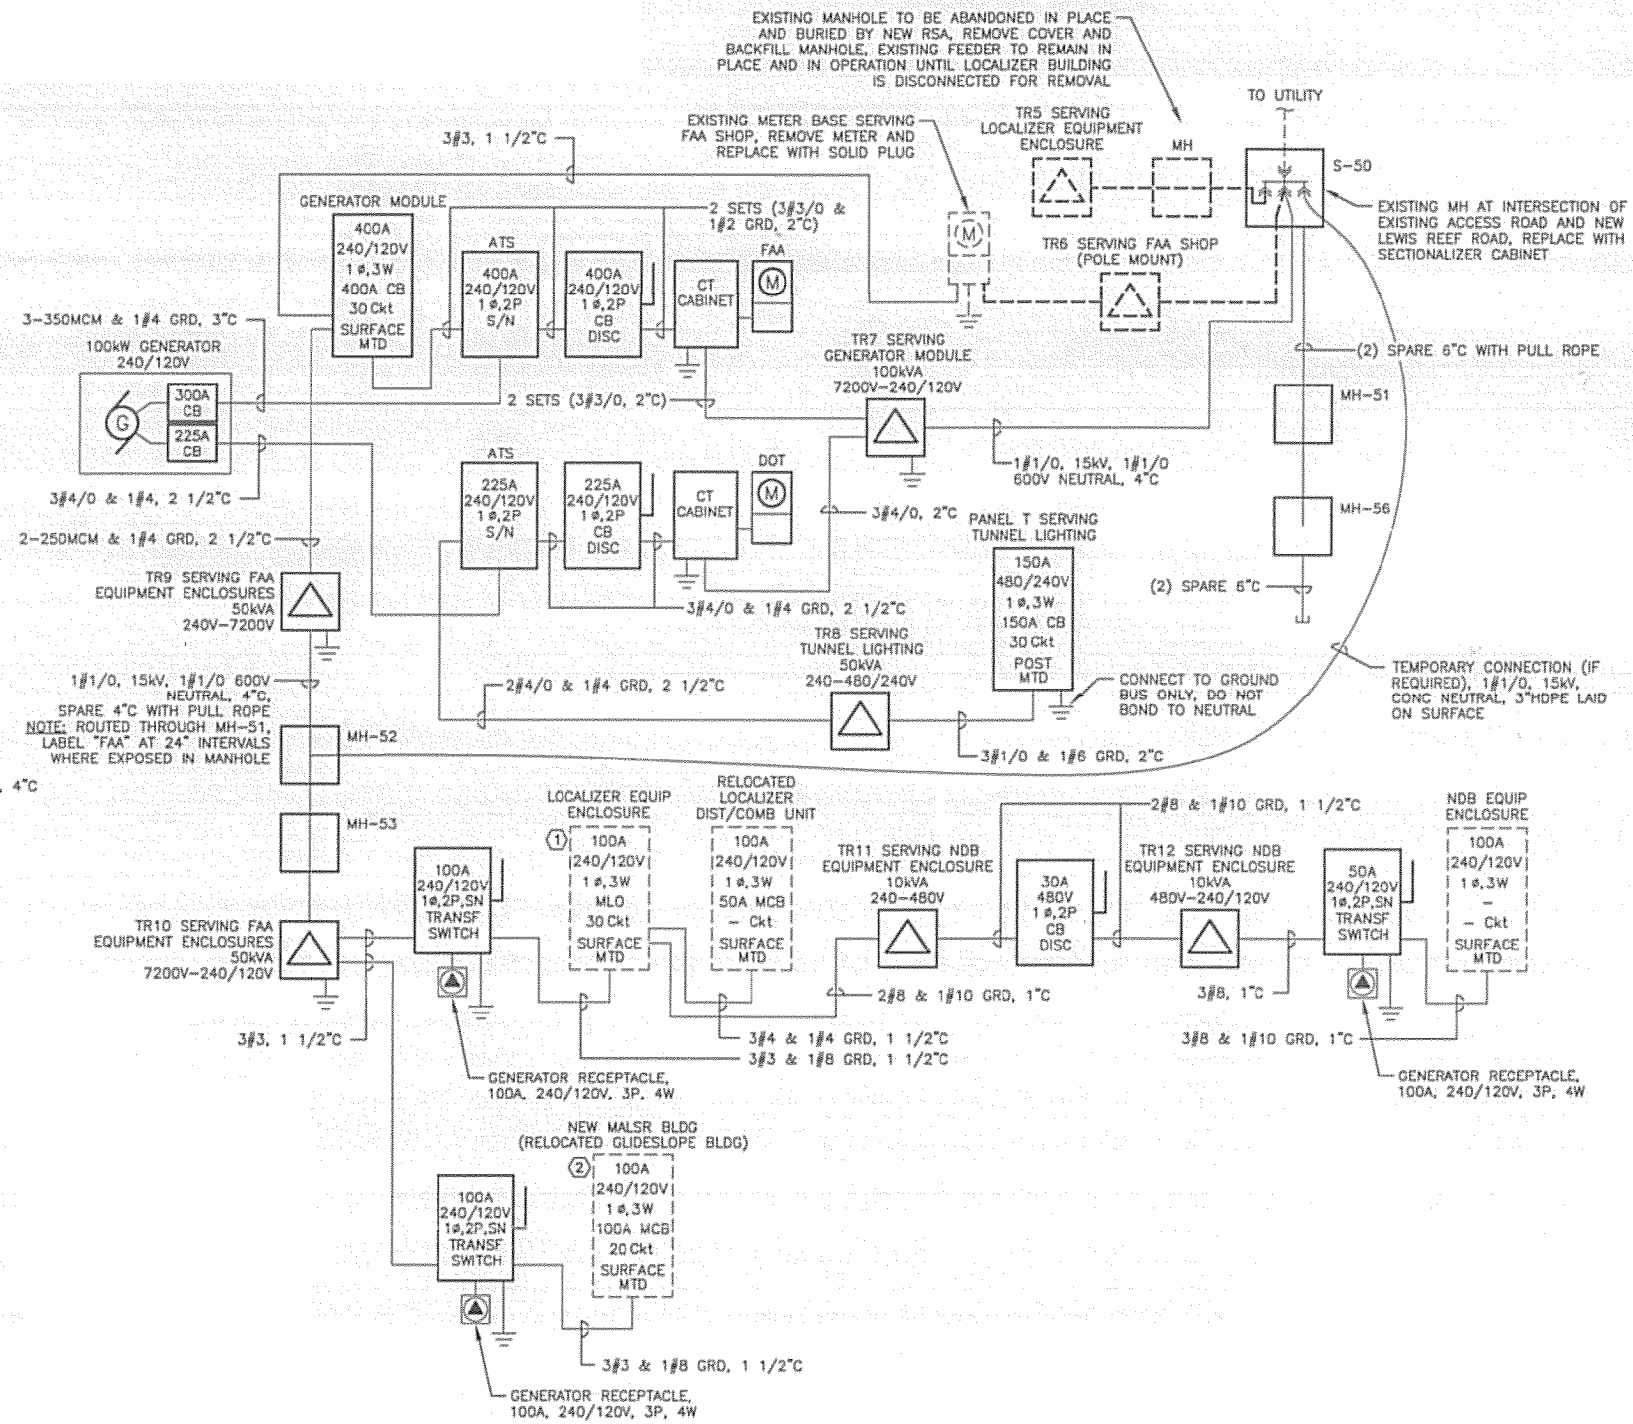 EXISTING MANHOLE TO BE ABANDONED IN PLACE
AND BURIED BY NEW RSA, REMOVE COVER AND
BACKFILL MANHOLE, EXISTING FEEDER TO REMAIN IN
PLACE AND IN OPERATION UNTIL LOCALIZER BUILDING
IS DISCONNECTED FOR REMOVAL
TO UTILITY
TR5 SERVING
LOCALIZER EQUIPMENT
ENCLOSURE
MH
S-50
EXISTING METER BASE SERVING
FAA SHOP, REMOVE METER AND
REPLACE WITH SOLID PLUG
3#3, 1 1/2"C
EXISTING MH AT INTERSECTION OF
EXISTING ACCESS ROAD AND NEW
LEWIS REEF ROAD, REPLACE WITH
SECTIONALIZER CABINET
GENERATOR MODULE
400A
240/120V
1ø,3W
400A CB
30 Ckt
SURFACE
MTD
2 SETS (3#3/0 &
1#2 GRD, 2"C)
ATS
400A
240/120V
1ø,2P
S/N
400A
240/120V
1ø,2P
CB
DISC
CT
CABINET
FAA
M
M
TR6 SERVING FAA SHOP
(POLE MOUNT)
3-350MCM & 1#4 GRD, 3"C
100kW GENERATOR
240/120V
G
300A
CB
225A
CB
2 SETS (3#3/0, 2"C)
TR7 SERVING
GENERATOR MODULE
100kVA
7200V-240/120V
(2) SPARE 6"C WITH PULL ROPE
MH-51
1#1/0, 15kV, 1#1/0
600V NEUTRAL, 4"C
MH-56
3#4/0 & 1#4, 2 1/2"C
ATS
225A
240/120V
1ø,2P
S/N
225A
240/120V
1ø,2P
CB
DISC
CT
CABINET
DOT
M
3#4/0, 2"C
2-250MCM & 1#4 GRD, 2 1/2"C
PANEL T SERVING
TUNNEL LIGHTING
150A
480/240V
1ø,3W
150A CB
30 Ckt
POST
MTD
(2) SPARE 6"C
TR9 SERVING FAA
EQUIPMENT ENCLOSURES
50kVA
240V-7200V
3#4/0 & 1#4 GRD, 2 1/2"C
TR8 SERVING
TUNNEL LIGHTING
50kVA
240-480/240V
CONNECT TO GROUND
BUS ONLY, DO NOT
BOND TO NEUTRAL
TEMPORARY CONNECTION (IF
REQUIRED), 1#1/0, 15kV,
CONC NEUTRAL, 3"HDPE LAID
ON SURFACE
1#1/0, 15kV, 1#1/0 600V
NEUTRAL, 4"C,
SPARE 4"C WITH PULL ROPE
NOTE: ROUTED THROUGH MH-51,
LABEL "FAA" AT 24" INTERVALS
WHERE EXPOSED IN MANHOLE
2#4/0 & 1#4 GRD, 2 1/2"C
3#1/0 & 1#6 GRD, 2"C
MH-52
, 4"C
MH-53
LOCALIZER EQUIP
ENCLOSURE
1
100A
240/120V
1ø,3W
MLO
30 Ckt
SURFACE
MTD
RELOCATED
LOCALIZER
DIST/COMB UNIT
100A
240/120V
1ø,3W
50A MCB
- Ckt
SURFACE
MTD
2#8 & 1#10 GRD, 1 1/2"C
TR11 SERVING NDB
EQUIPMENT ENCLOSURE
10kVA
240-480V
30A
480V
1ø,2P
CB
DISC
TR12 SERVING NDB
EQUIPMENT ENCLOSURE
10kVA
480V-240/120V
50A
240/120V
1ø,2P,SN
TRANSF
SWITCH
NDB EQUIP
ENCLOSURE
100A
240/120V
1ø,3W
-
- Ckt
SURFACE
MTD
100A
240/120V
1ø,2P,SN
TRANSF
SWITCH
TR10 SERVING FAA
EQUIPMENT ENCLOSURES
50kVA
7200V-240/120V
2#8 & 1#10 GRD, 1"C
3#8, 1"C
3#3, 1 1/2"C
3#4 & 1#4 GRD, 1 1/2"C
3#3 & 1#8 GRD, 1 1/2"C
3#8 & 1#10 GRD, 1"C
GENERATOR RECEPTACLE,
100A, 240/120V, 3P, 4W
GENERATOR RECEPTACLE,
100A, 240/120V, 3P, 4W
NEW MALSR BLDG
(RELOCATED GLIDESLOPE BLDG)
2
100A
240/120V
1ø,3W
100A MCB
20 Ckt
SURFACE
MTD
100A
240/120V
1ø,2P,SN
TRANSF
SWITCH
3#3 & 1#8 GRD, 1 1/2"C
GENERATOR RECEPTACLE,
100A, 240/120V, 3P, 4W